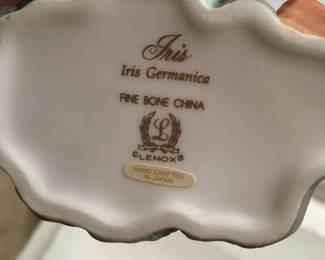 Iris
Iris Germanica
FINE BONE CHINA
L
©LENOX®
HAND CRAFTED
IN JAPAN